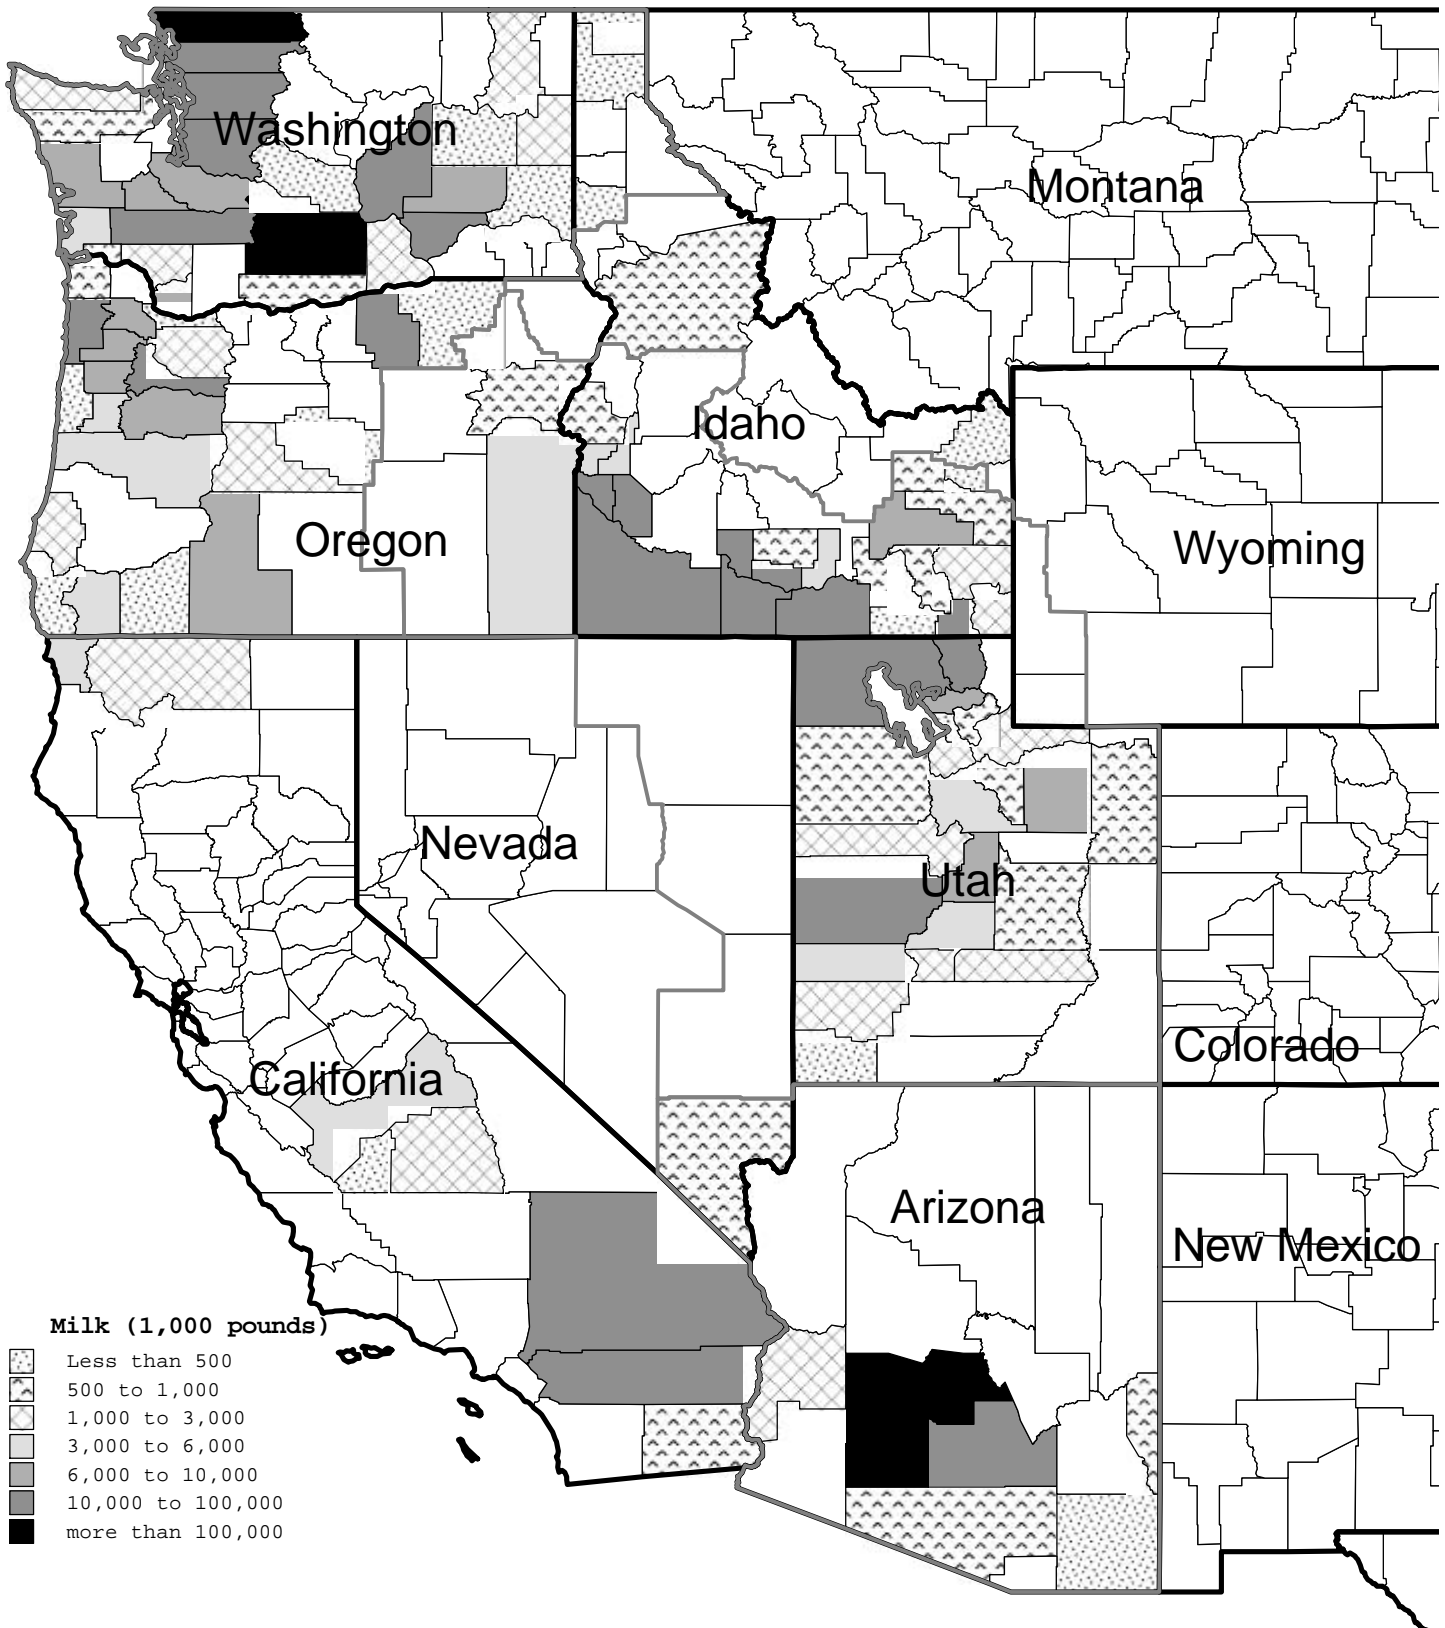 Washington
Montana
Idaho
Oregon
Wyoming
Nevada
Utah
Colorado
California
Arizona
New Mexico
Milk (1,000 pounds)
Less than 500
500 to 1,000
1,000 to 3,000
3,000 to 6,000
6,000 to 10,000
10,000 to 100,000
more than 100,000